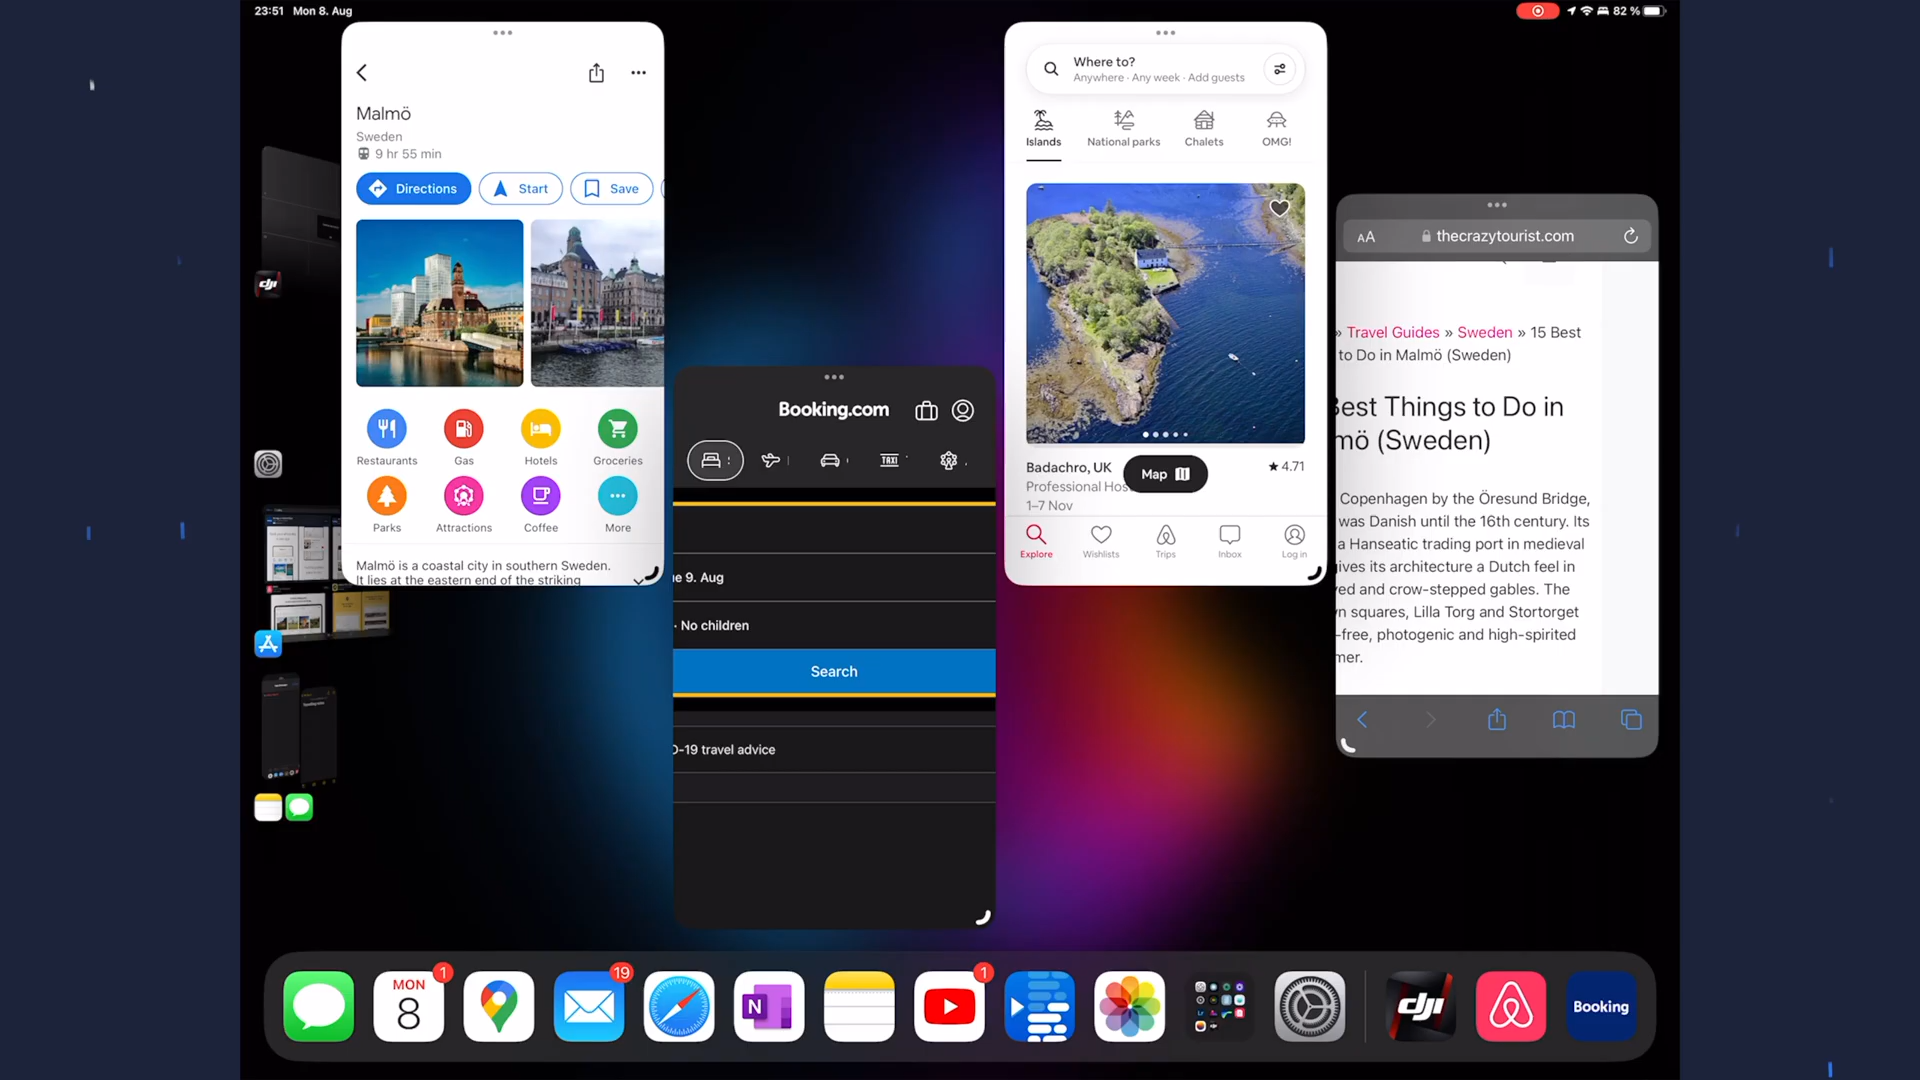 23:51 Mon 8. Aug
82 %
Malmö
Sweden
9 hr 55 min
Directions
Start
Save
Restaurants
Gas
Hotels
Groceries
Parks
Attractions
Coffee
More
Malmö is a coastal city in southern Sweden.
It lies at the eastern end of the striking
Booking.com
TAXI
e 9. Aug
· No children
Search
-19 travel advice
Where to?
Anywhere · Any week · Add guests
Islands
National parks
Chalets
OMG!
Badachro, UK
4.71
Professional Hos
1–7 Nov
Map
Explore
Wishlists
Trips
Inbox
Log in
AA
thecrazytourist.com
» Travel Guides » Sweden » 15 Best
to Do in Malmö (Sweden)
Best Things to Do in
mö (Sweden)
Copenhagen by the Öresund Bridge,
was Danish until the 16th century. Its
a Hanseatic trading port in medieval
ives its architecture a Dutch feel in
ed and crow-stepped gables. The
n squares, Lilla Torg and Stortorget
-free, photogenic and high-spirited
mer.
dji
MON
8
1
19
N
1
dji
Booking